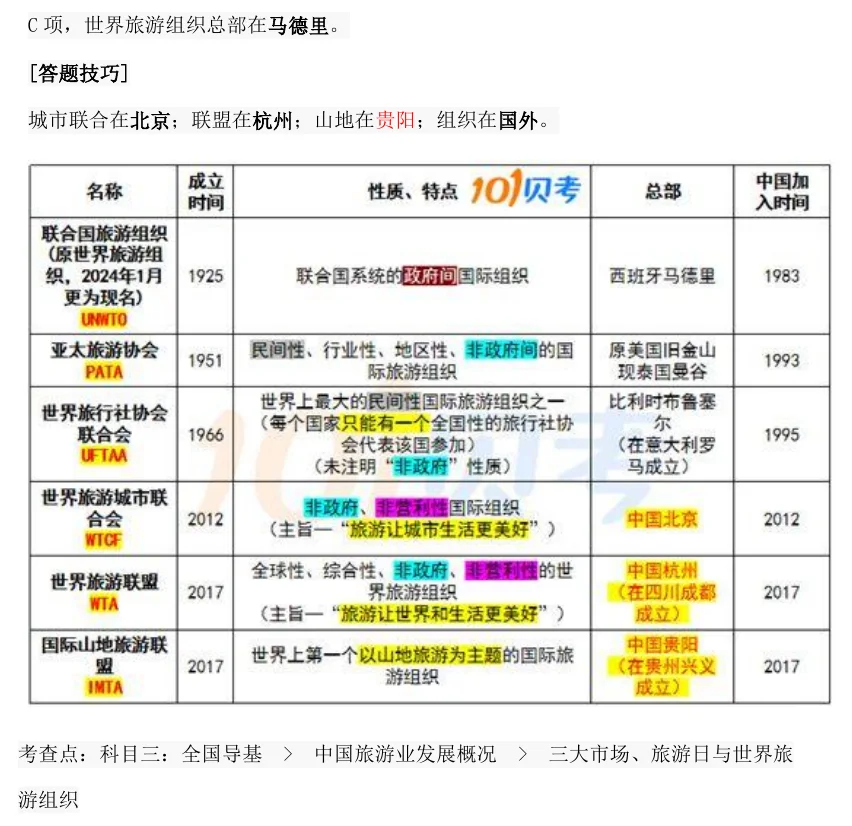 C 项，世界旅游组织总部在马德里。
[答题技巧]
城市联合在北京；联盟在杭州；山地在贵阳；组织在国外。
名称
成立
时间
性质、特点
101贝考
总部
中国加
入时间
联合国旅游组织
(原世界旅游组
织，2024年1月
更为现名)
UNWTO
1925
联合国系统的政府间国际组织
西班牙马德里
1983
亚太旅游协会
PATA
1951
民间性、行业性、地区性、非政府间的国
际旅游组织
原美国旧金山
现泰国曼谷
1993
世界旅行社协会
联合会
UFTAA
1966
世界上最大的民间性国际旅游组织之一
（每个国家只能有一个全国性的旅行社协
会代表该国参加）
（未注明“非政府”性质）
比利时布鲁塞
尔
（在意大利罗
马成立）
1995
世界旅游城市联
合会
WTCF
2012
非政府、非营利性国际组织
（主旨—“旅游让城市生活更美好”）
中国北京
2012
世界旅游联盟
WTA
2017
全球性、综合性、非政府、非营利性的世
界旅游组织
（主旨—“旅游让世界和生活更美好”）
中国杭州
（在四川成都
成立）
2017
国际山地旅游联
盟
IMTA
2017
世界上第一个以山地旅游为主题的国际旅
游组织
中国贵阳
（在贵州兴义
成立）
2017
101贝考
考查点：科目三：全国导基 > 中国旅游业发展概况 > 三大市场、旅游日与世界旅
游组织